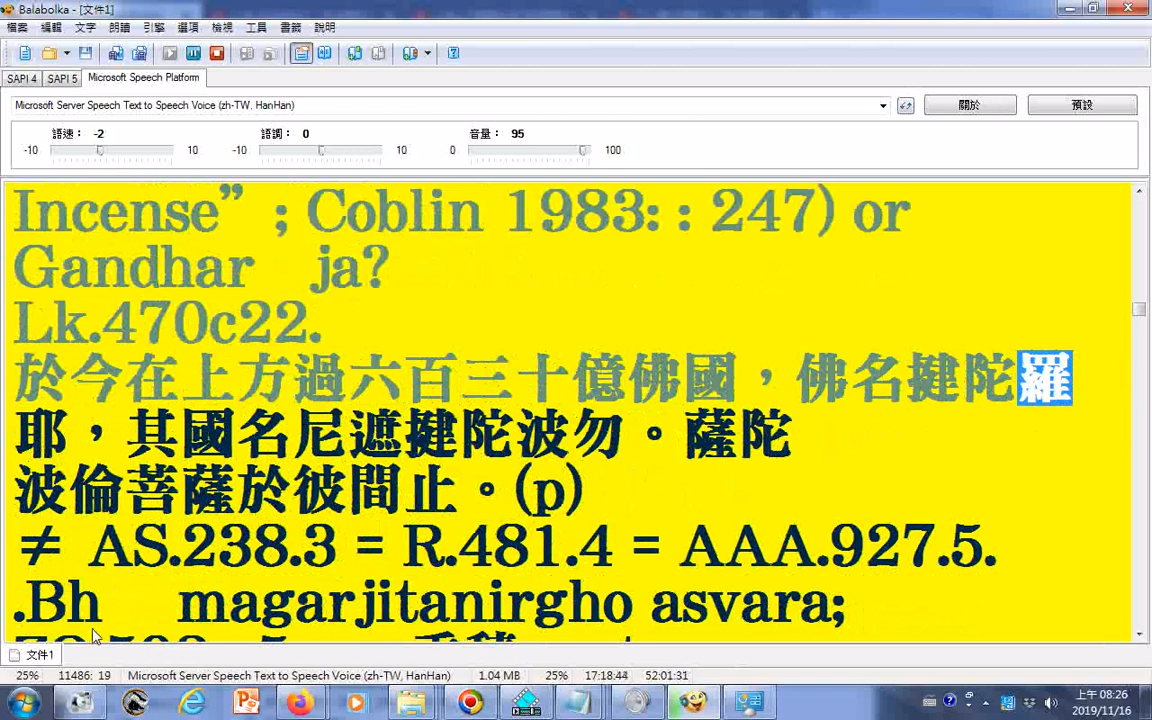 Balabolka - [文件1]
檔案 編輯 文字 朗讀 引擎 選項 檢視 工具 書籤 說明
SAPI 4 SAPI 5 Microsoft Speech Platform
Microsoft Server Speech Text to Speech Voice (zh-TW, HanHan) 關於 預設
語速： -2 語調： 0 音量： 95
-10 10 -10 10 0 100
Incense” ; Coblin 1983: : 247) or
Gandhar ja?
Lk.470c22.
於今在上方過六百三十億佛國，佛名揵陀羅
耶，其國名尼遮揵陀波勿。薩陀
波倫菩薩於彼間止。(p)
≠ AS.238.3 = R.481.4 = AAA.927.5.
.Bh magarjitanirgho asvara;
文件1
25% 11486: 19 Microsoft Server Speech Text to Speech Voice (zh-TW, HanHan) 1.04 MB 25% 17:18:44 52:01:31
上午 08:26
2019/11/16